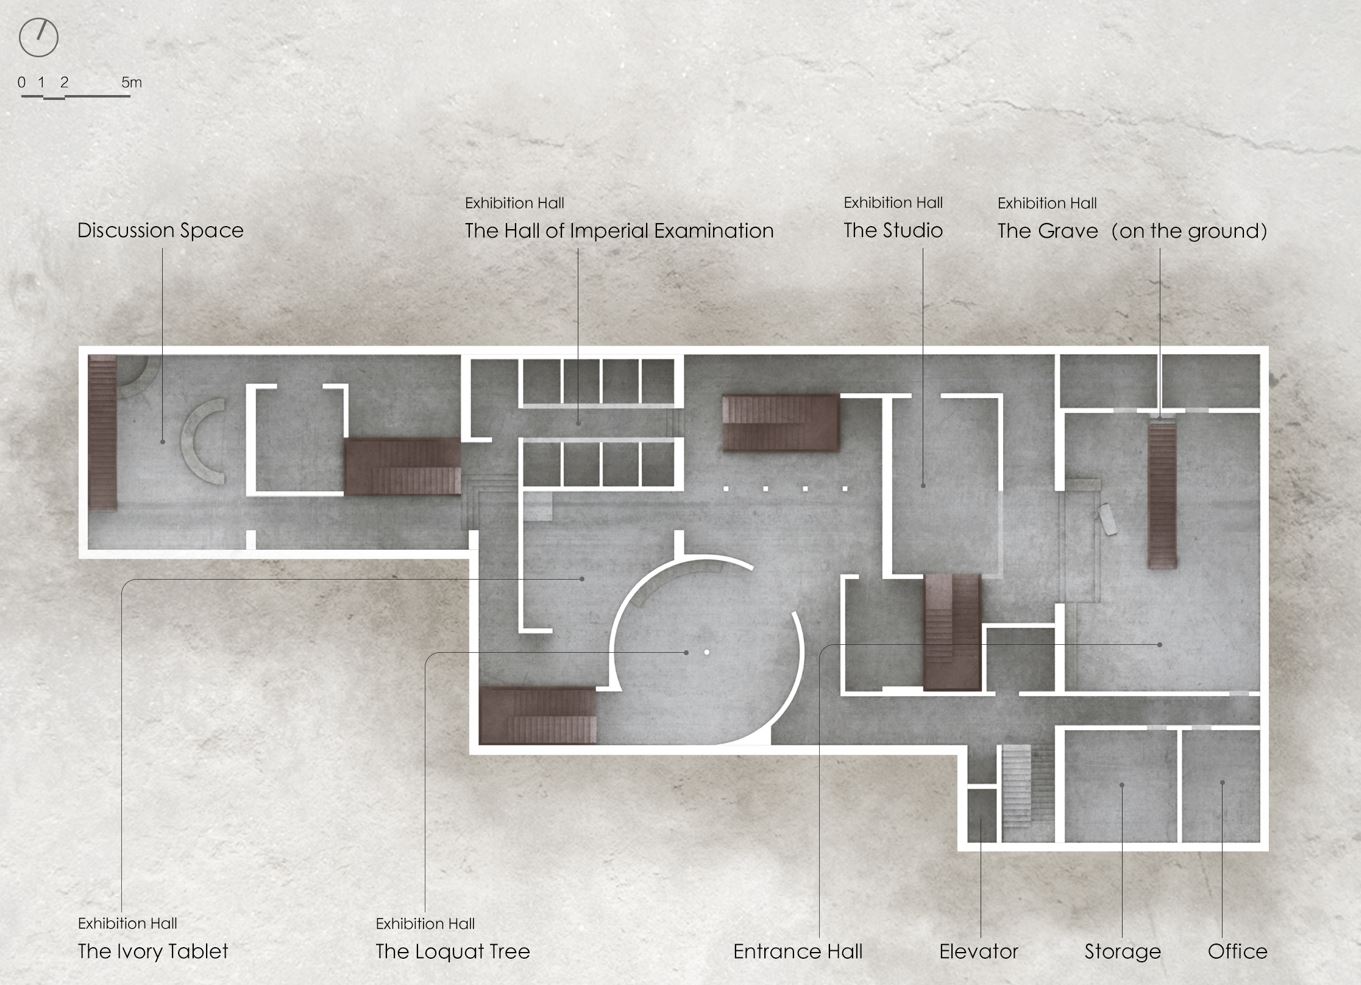 0 1 2 5m
Exhibition Hall
Exhibition Hall
Exhibition Hall
Discussion Space
The Hall of Imperial Examination
The Studio
The Grave (on the ground)
Exhibition Hall
Exhibition Hall
The Ivory Tablet
The Loquat Tree
Entrance Hall
Elevator
Storage
Office